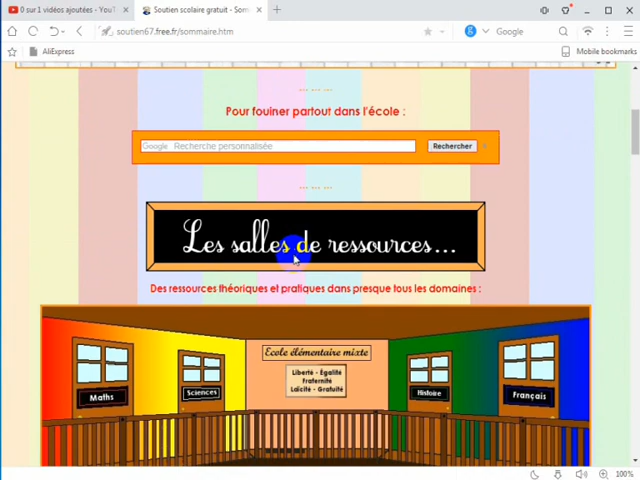 0 sur 1 vidéos ajoutées - YouT
Soutien scolaire gratuit - Som
soutien67.free.fr/sommaire.htm
Google
AliExpress
Mobile bookmarks
... ... ...
Pour fouiner partout dans l'école :
Google Recherche personnalisée
Rechercher
... ... ...
Les salles de ressources...
Des ressources théoriques et pratiques dans presque tous les domaines :
Ecole élémentaire mixte
Liberté - Égalité
Fraternité
Laïcité - Gratuité
Maths
Sciences
Histoire
Français
100%